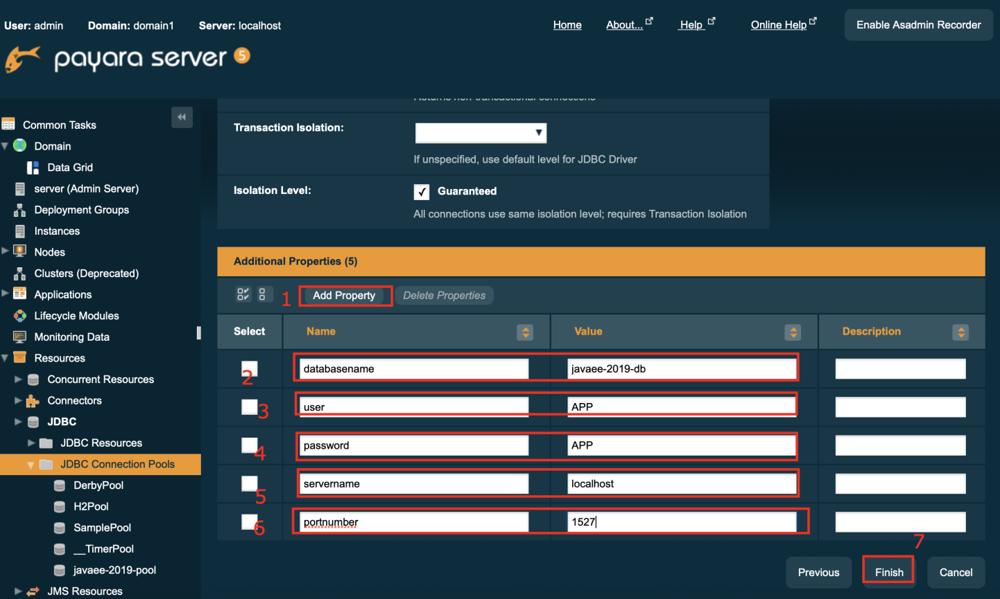 User: admin Domain: domain1 Server: localhost Home About... Help Online Help Enable Asadmin Recorder
payara server 5
Returns non-transactional connections
Common Tasks
Domain
Data Grid
server (Admin Server)
Deployment Groups
Instances
Nodes
Clusters (Deprecated)
Applications
Lifecycle Modules
Monitoring Data
Resources
Concurrent Resources
Connectors
JDBC
JDBC Resources
JDBC Connection Pools
DerbyPool
H2Pool
SamplePool
__TimerPool
javaee-2019-pool
JMS Resources
Transaction Isolation:
If unspecified, use default level for JDBC Driver
Isolation Level: Guaranteed
All connections use same isolation level; requires Transaction Isolation
Additional Properties (5)
1 Add Property Delete Properties
Select Name Value Description
2 databasename javaee-2019-db
3 user APP
4 password APP
5 servername localhost
6 portnumber 1527
7
Previous Finish Cancel